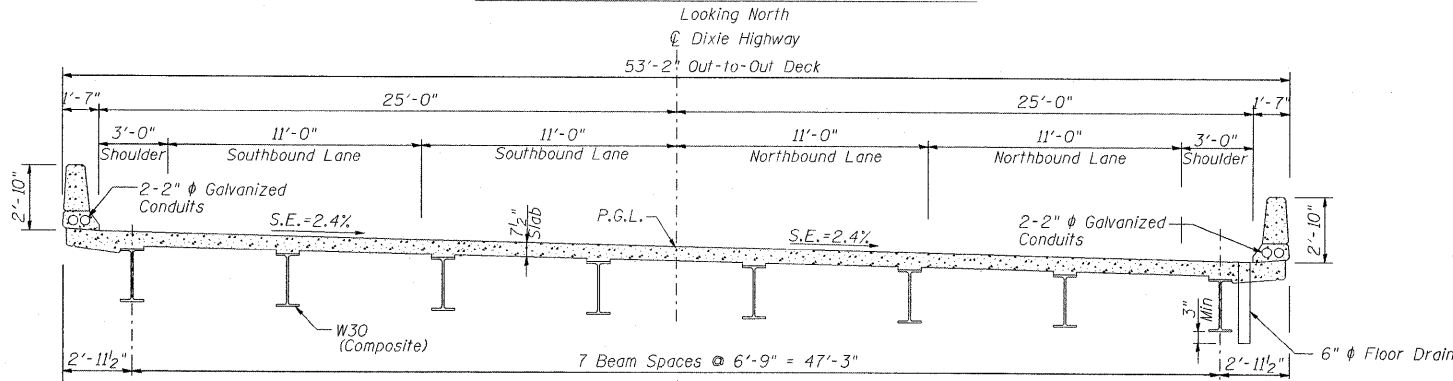 Looking North
℄ Dixie Highway
53'-2" Out-to-Out Deck
1'-7"
25'-0"
25'-0"
1'-7"
3'-0"
11'-0"
11'-0"
11'-0"
11'-0"
3'-0"
Shoulder
Southbound Lane
Southbound Lane
Northbound Lane
Northbound Lane
Shoulder
2'-10"
2-2" ϕ Galvanized
Conduits
S.E.=2.4%
7½"
Slab
P.G.L.
S.E.=2.4%
2-2" ϕ Galvanized
Conduits
2'-10"
W30
(Composite)
3"
Min
6" ϕ Floor Drain
2'-11½"
7 Beam Spaces @ 6'-9" = 47'-3"
2'-11½"